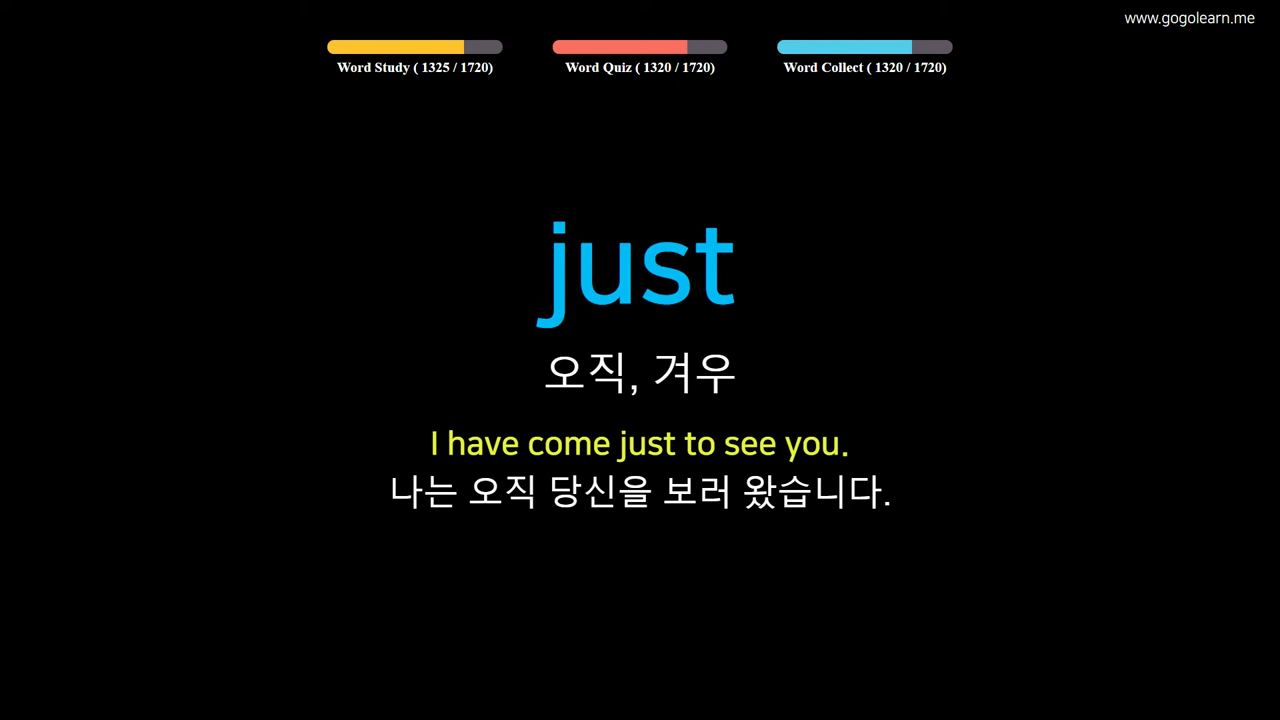 www.gogolearn.me
Word Study ( 1325 / 1720) Word Quiz ( 1320 / 1720) Word Collect ( 1320 / 1720)
just
오직, 겨우
I have come just to see you.
나는 오직 당신을 보러 왔습니다.